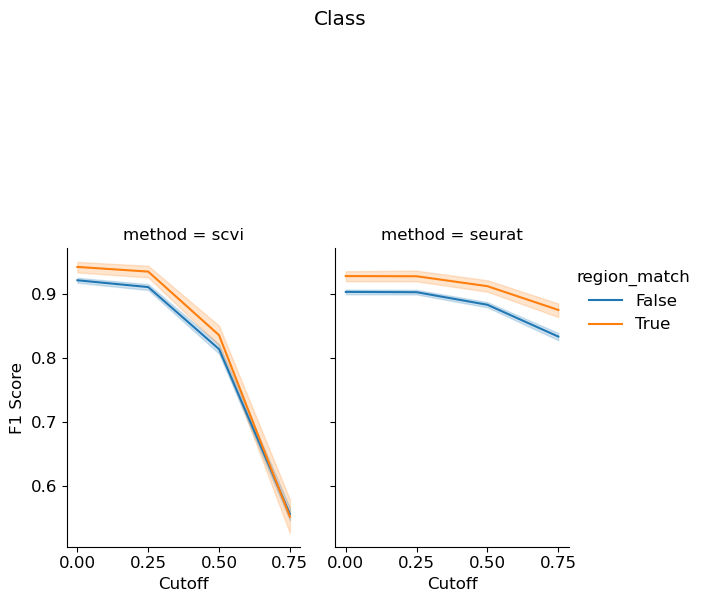 Class
method = scvi
method = seurat
F1 Score
0.9
0.8
0.7
0.6
0.00 0.25 0.50 0.75
0.00 0.25 0.50 0.75
Cutoff
Cutoff
region_match
False
True